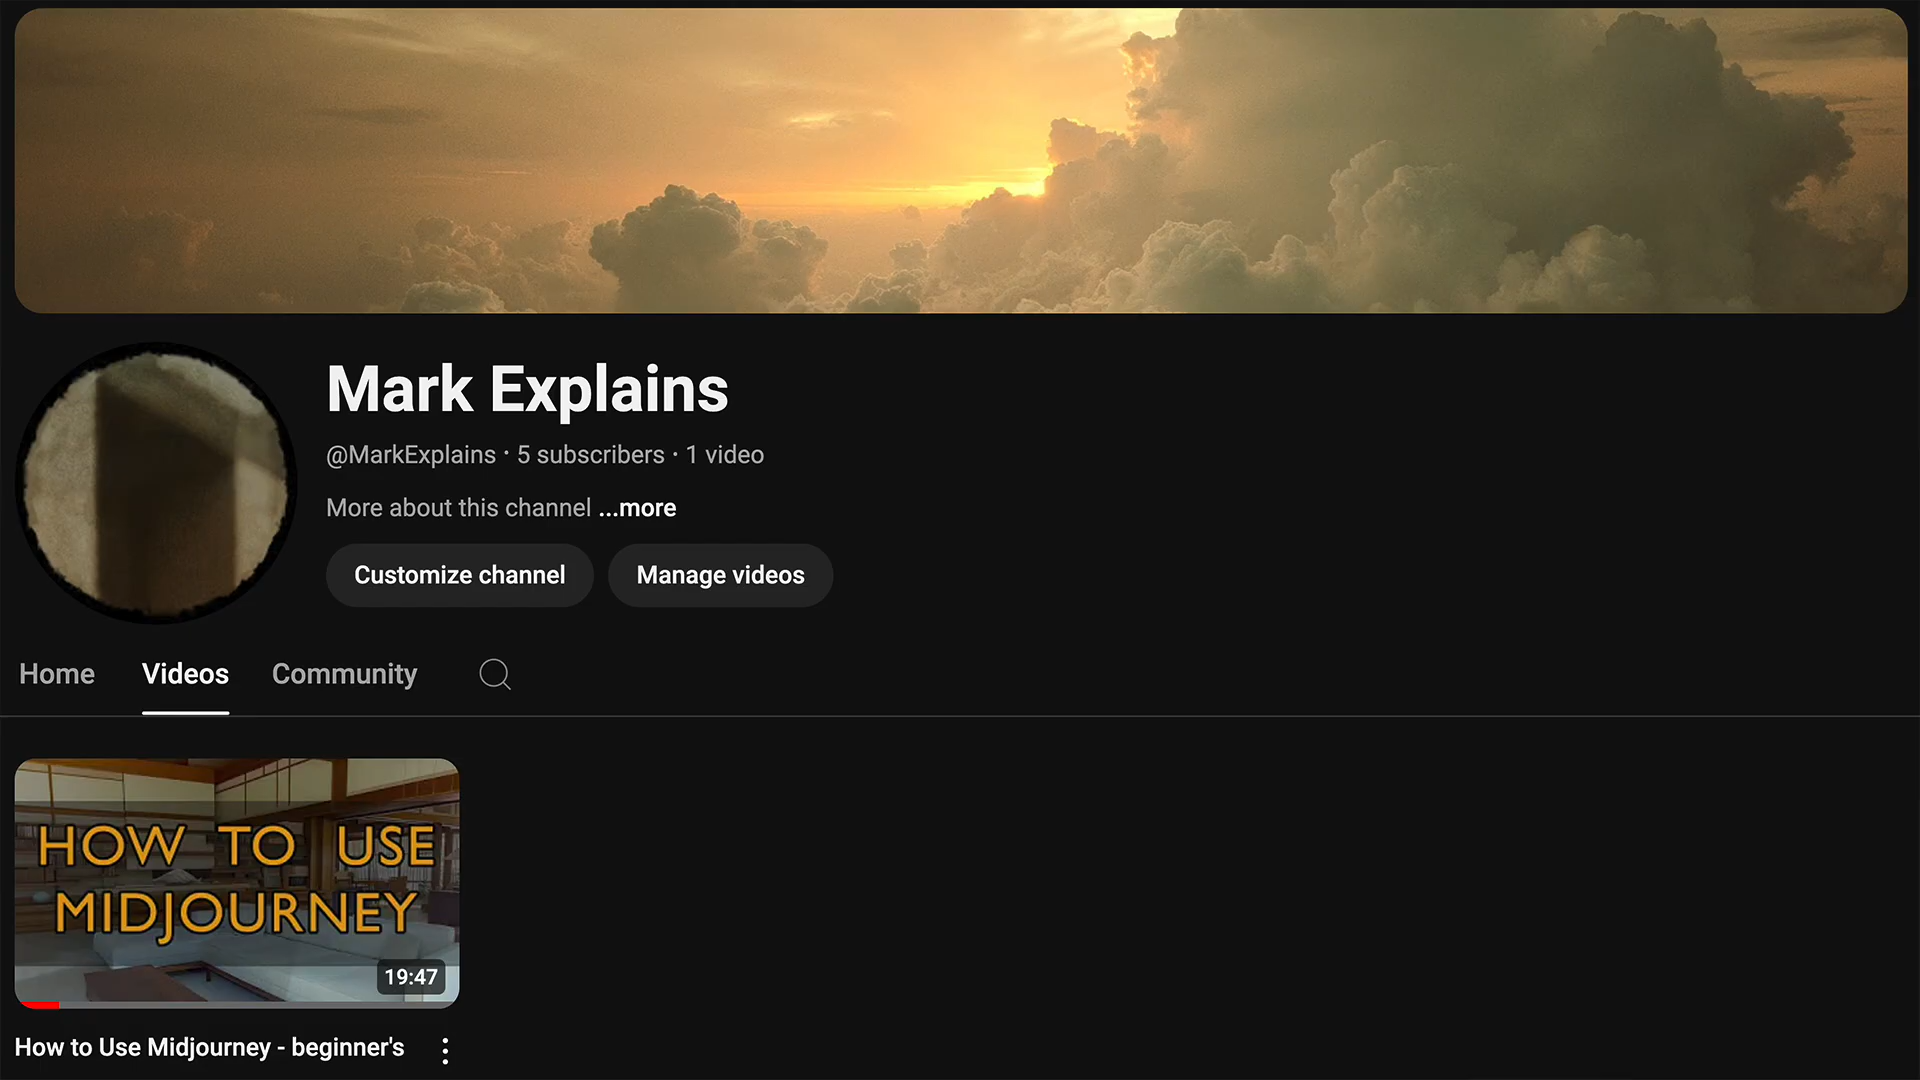 Mark Explains
@MarkExplains · 5 subscribers · 1 video
More about this channel ...more
Customize channel Manage videos
Home Videos Community
HOW TO USE
MIDJOURNEY
19:47
How to Use Midjourney - beginner's